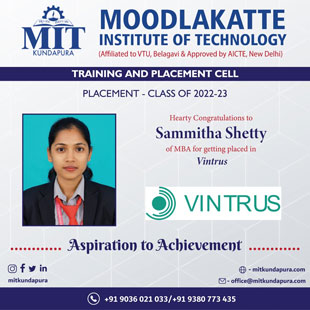 MIT
KUNDAPURA
MOODLAKATTE
INSTITUTE OF TECHNOLOGY
(Affiliated to VTU, Belagavi & Approved by AICTE, New Delhi)
TRAINING AND PLACEMENT CELL
PLACEMENT - CLASS OF 2022-23
Hearty Congratulations to
Sammitha Shetty
of MBA for getting placed in
Vintrus
VINTRUS
Aspiration to Achievement
mitkundapura
- mitkundapura.com
- office@mitkundapura.com
+91 9036 021 033/+91 9380 773 435